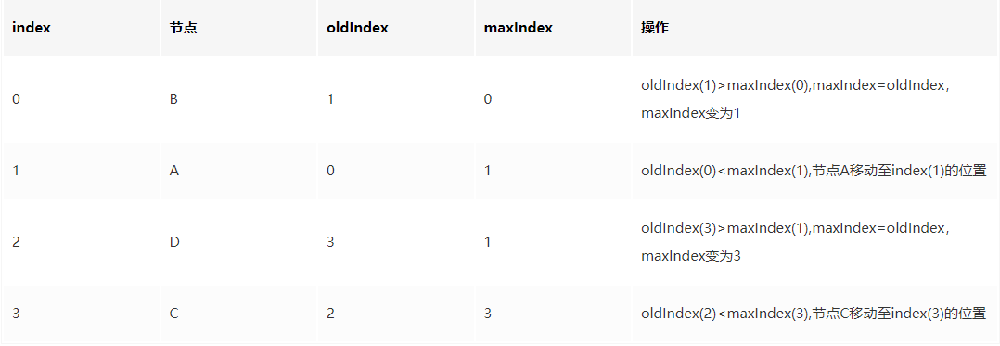 index 节点 oldIndex maxIndex 操作
0 B 1 0 oldIndex(1)>maxIndex(0),maxIndex=oldIndex，
maxIndex变为1
1 A 0 1 oldIndex(0)<maxIndex(1),节点A移动至index(1)的位置
2 D 3 1 oldIndex(3)>maxIndex(1),maxIndex=oldIndex，
maxIndex变为3
3 C 2 3 oldIndex(2)<maxIndex(3),节点C移动至index(3)的位置